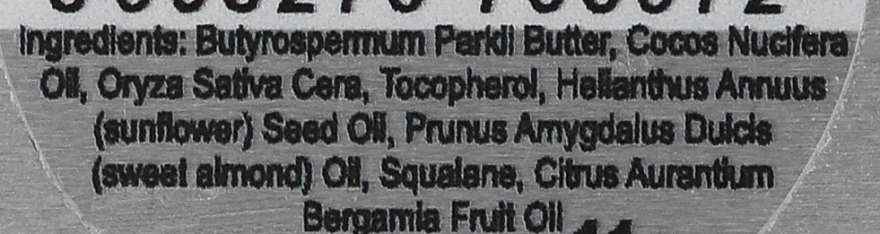 Ingredients: Butyrospermum Parkii Butter, Cocos Nucifera
Oil, Oryza Sativa Cera, Tocopherol, Helianthus Annuus
(sunflower) Seed Oil, Prunus Amygdalus Dulcis
(sweet almond) Oil, Squalane, Citrus Aurantium
Bergamia Fruit Oil